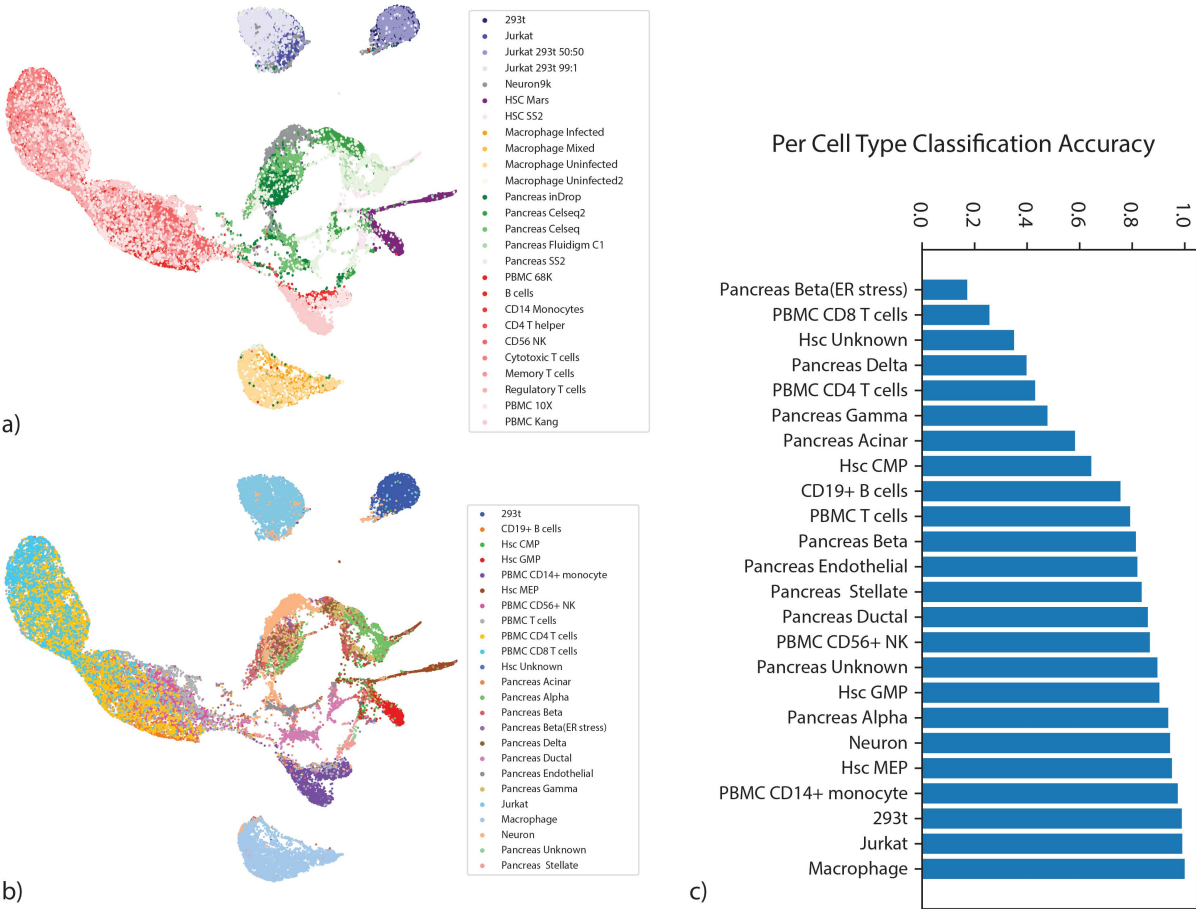 293t
Jurkat
Jurkat 293t 50:50
Jurkat 293t 99:1
Neuron9k
HSC Mars
HSC SS2
Macrophage Infected
Macrophage Mixed
Macrophage Uninfected
Macrophage Uninfected2
Pancreas inDrop
Pancreas Celseq2
Pancreas Celseq
Pancreas Fluidigm C1
Pancreas SS2
PBMC 68K
B cells
CD14 Monocytes
CD4 T helper
CD56 NK
Cytotoxic T cells
Memory T cells
Regulatory T cells
PBMC 10X
PBMC Kang
a)
293t
CD19+ B cells
Hsc CMP
Hsc GMP
PBMC CD14+ monocyte
Hsc MEP
PBMC CD56+ NK
PBMC T cells
PBMC CD4 T cells
PBMC CD8 T cells
Hsc Unknown
Pancreas Acinar
Pancreas Alpha
Pancreas Beta
Pancreas Beta(ER stress)
Pancreas Delta
Pancreas Ductal
Pancreas Endothelial
Pancreas Gamma
Jurkat
Macrophage
Neuron
Pancreas Unknown
Pancreas  Stellate
b)
Per Cell Type Classification Accuracy
0.0 0.2 0.4 0.6 0.8 1.0
Pancreas Beta(ER stress)
PBMC CD8 T cells
Hsc Unknown
Pancreas Delta
PBMC CD4 T cells
Pancreas Gamma
Pancreas Acinar
Hsc CMP
CD19+ B cells
PBMC T cells
Pancreas Beta
Pancreas Endothelial
Pancreas  Stellate
Pancreas Ductal
PBMC CD56+ NK
Pancreas Unknown
Hsc GMP
Pancreas Alpha
Neuron
Hsc MEP
PBMC CD14+ monocyte
293t
Jurkat
Macrophage
c)